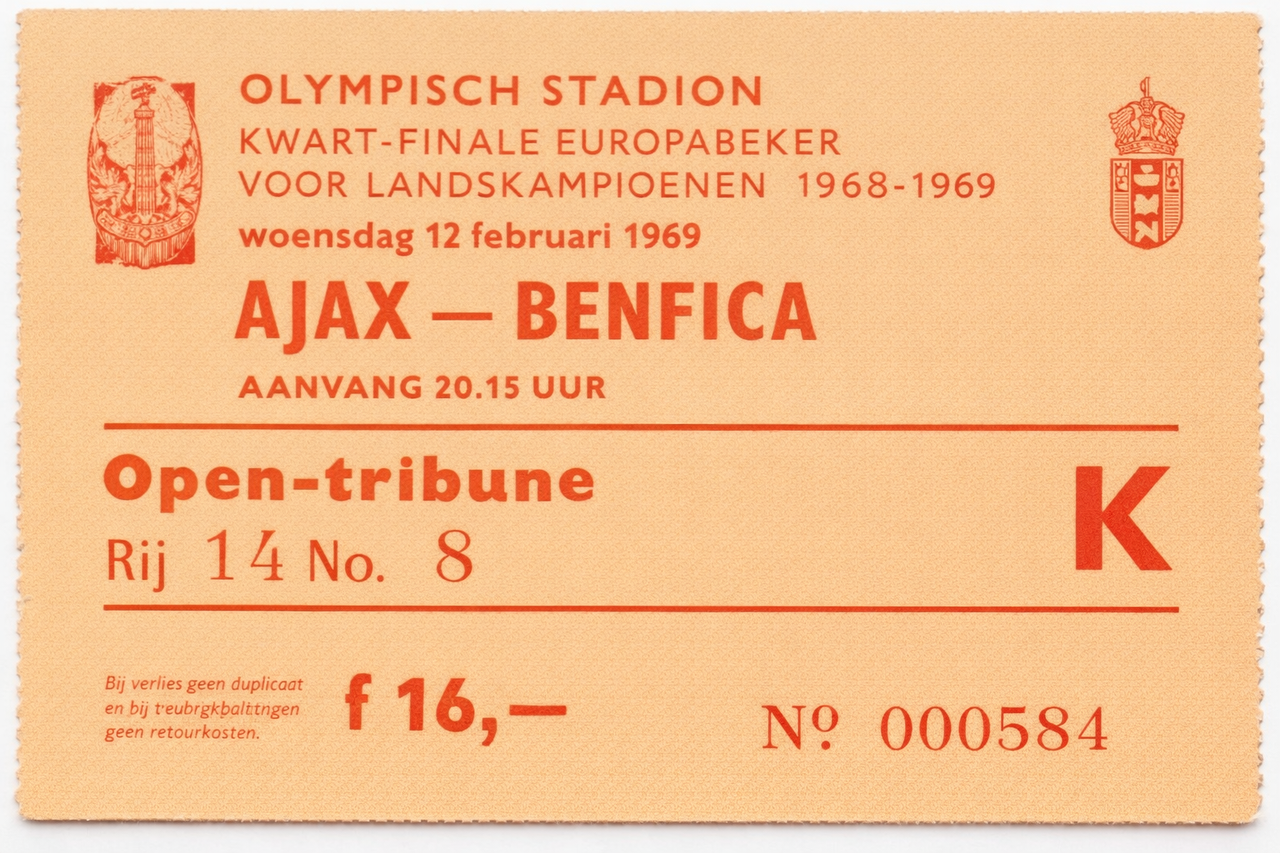 OLYMPISCH STADION
KWART-FINALE EUROPABEKER
VOOR LANDSKAMPIOENEN 1968-1969
woensdag 12 februari 1969
AJAX — BENFICA
AANVANG 20.15 UUR
Open-tribune
K
Rij 14 No. 8
Bij verlies geen duplicaat
en bij
geen retourkosten.
f 16,—
Nº 000584